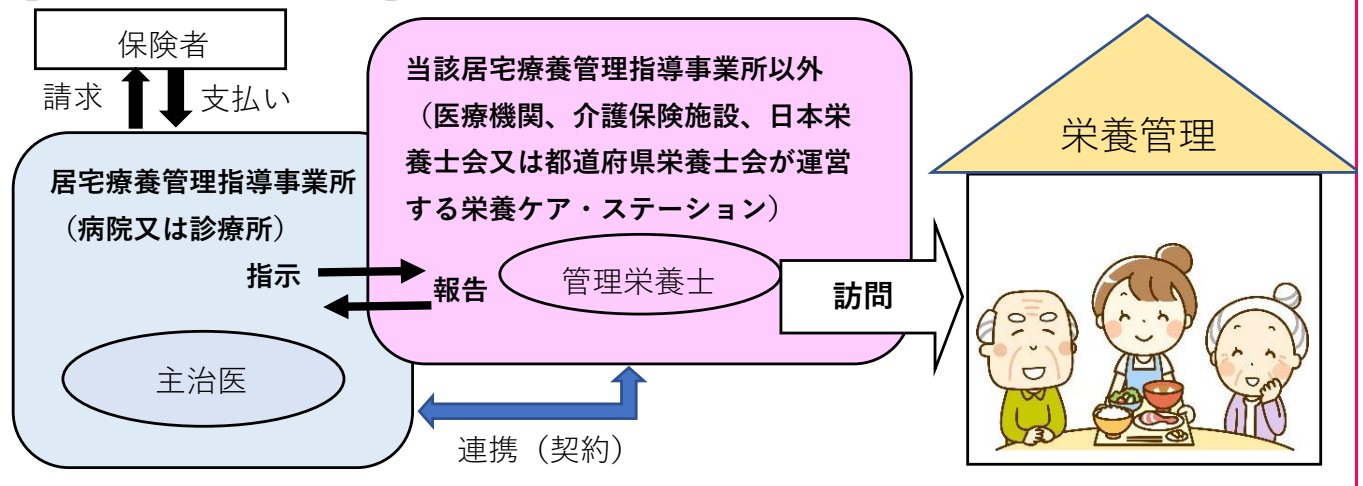 保険者
請求
支払い
居宅療養管理指導事業所
（病院又は診療所）
指示
主治医
当該居宅療養管理指導事業所以外
（医療機関、介護保険施設、日本栄
養士会又は都道府県栄養士会が運営
する栄養ケア・ステーション）
報告
管理栄養士
訪問
連携（契約）
栄養管理